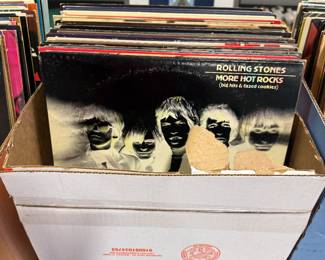 ROLLING STONES
MORE HOT ROCKS
(big hits & fazed cookies)